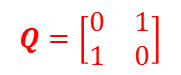 Q = [0 1
1 0]